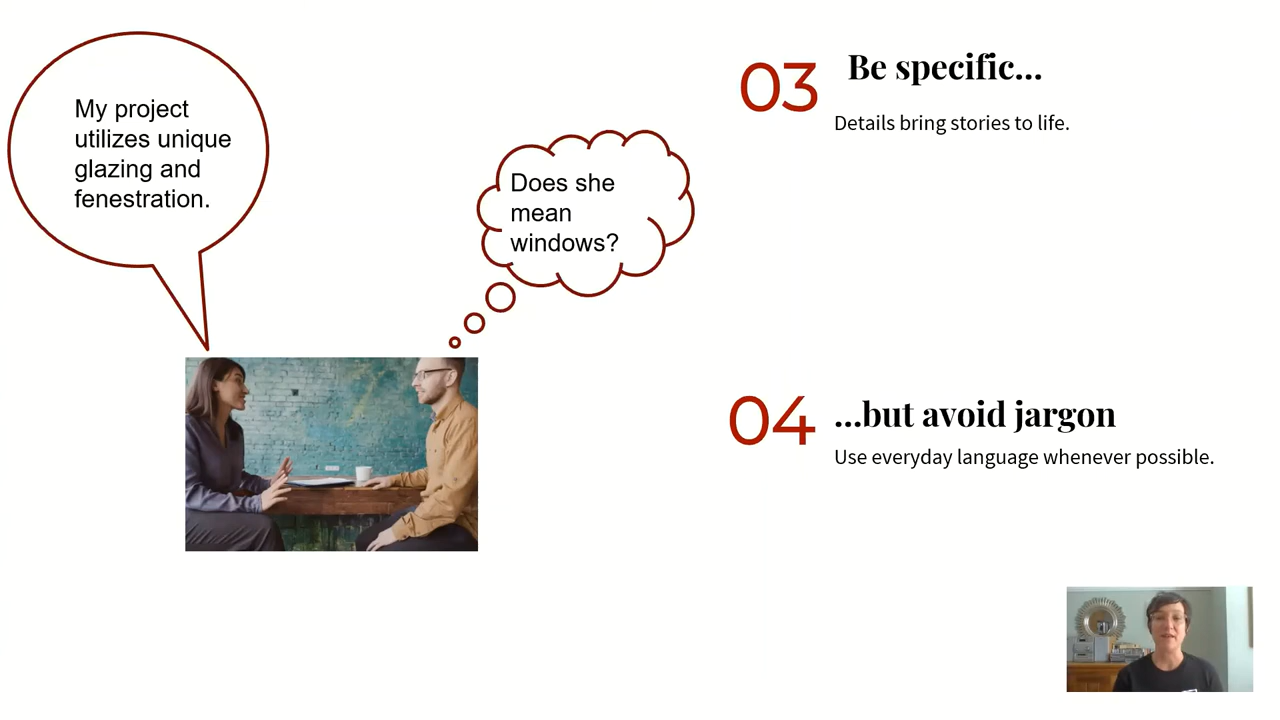 My project
utilizes unique
glazing and
fenestration.
Does she
mean
windows?
03
Be specific...
Details bring stories to life.
04
...but avoid jargon
Use everyday language whenever possible.